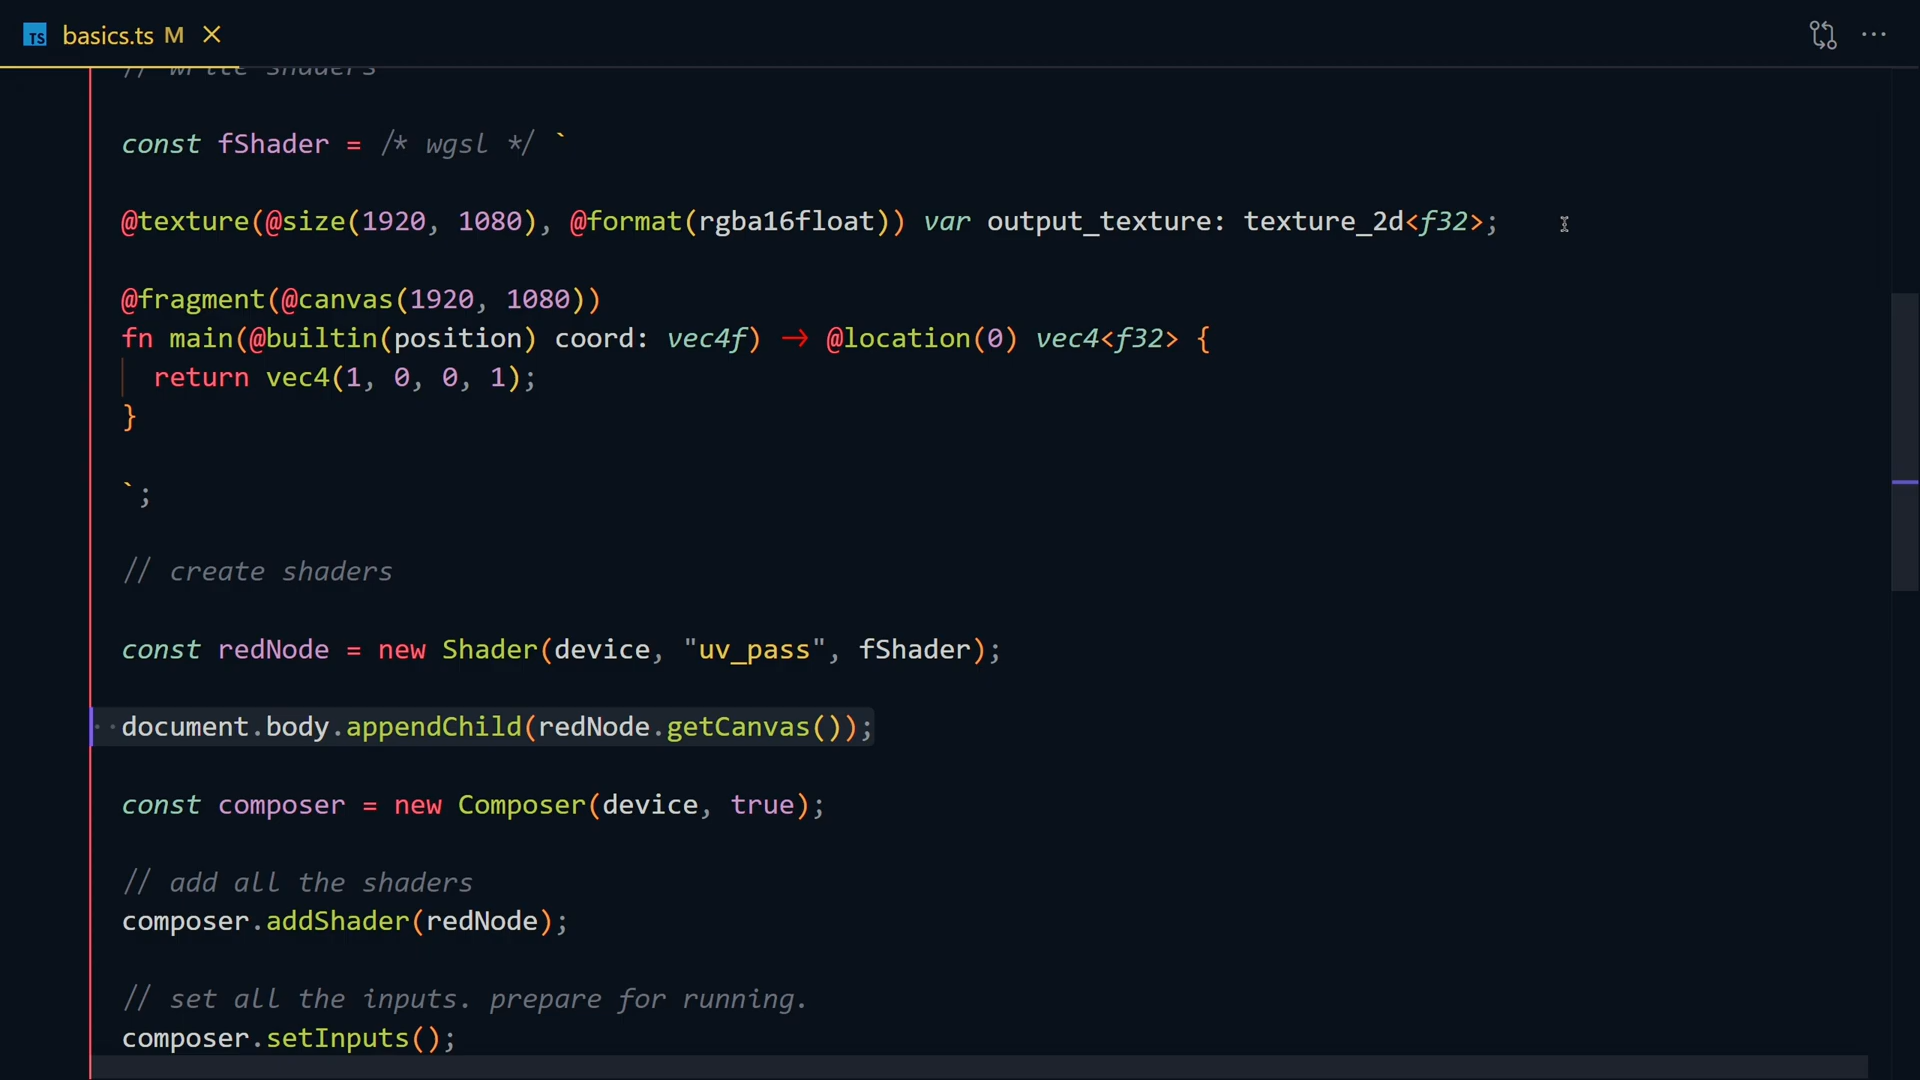 TS basics.ts M
// write shaders
const fShader = /* wgsl */ `
@texture(@size(1920, 1080), @format(rgba16float)) var output_texture: texture_2d<f32>;
@fragment(@canvas(1920, 1080))
fn main(@builtin(position) coord: vec4f) -> @location(0) vec4<f32> {
return vec4(1, 0, 0, 1);
}
`;
// create shaders
const redNode = new Shader(device, "uv_pass", fShader);
document.body.appendChild(redNode.getCanvas());
const composer = new Composer(device, true);
// add all the shaders
composer.addShader(redNode);
// set all the inputs. prepare for running.
composer.setInputs();